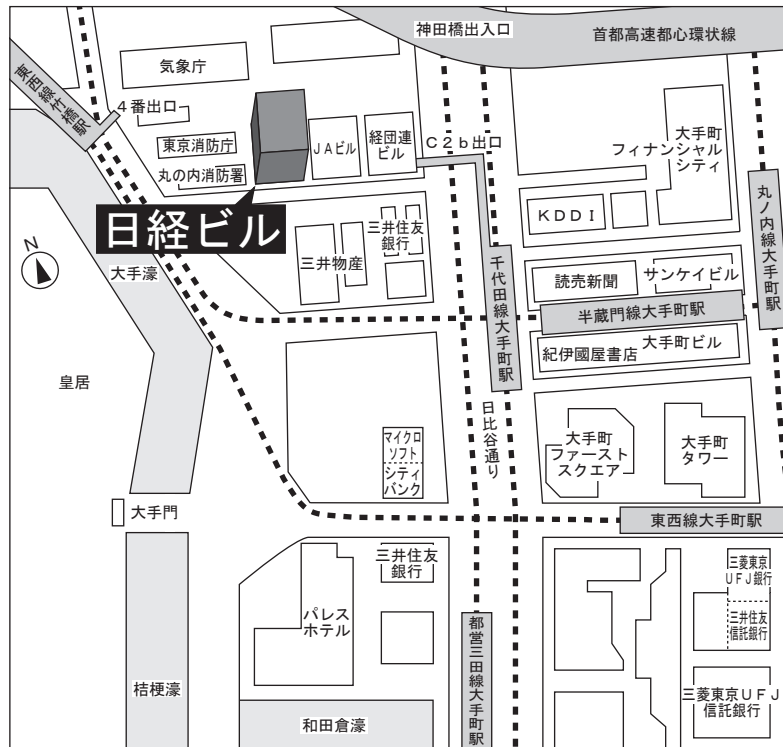 神田橋出入口
首都高速都心環状線
気象庁
東西線竹橋駅
4番出口
東京消防庁
丸の内消防署
JAビル
経団連
ビル
C2b出口
大手町
フィナンシャル
シティ
KDDI
丸ノ内線大手町駅
日経ビル
三井住友
銀行
三井物産
N
大手濠
千代田線大手町駅
読売新聞
サンケイビル
半蔵門線大手町駅
紀伊國屋書店
大手町ビル
皇居
日比谷通り
マイクロ
ソフト
シティ
バンク
大手町
ファースト
スクエア
大手町
タワー
大手門
東西線大手町駅
三井住友
銀行
パレス
ホテル
都営三田線大手町駅
三菱東京
UFJ銀行
三井住友
信託銀行
桔梗濠
和田倉濠
三菱東京UFJ
信託銀行